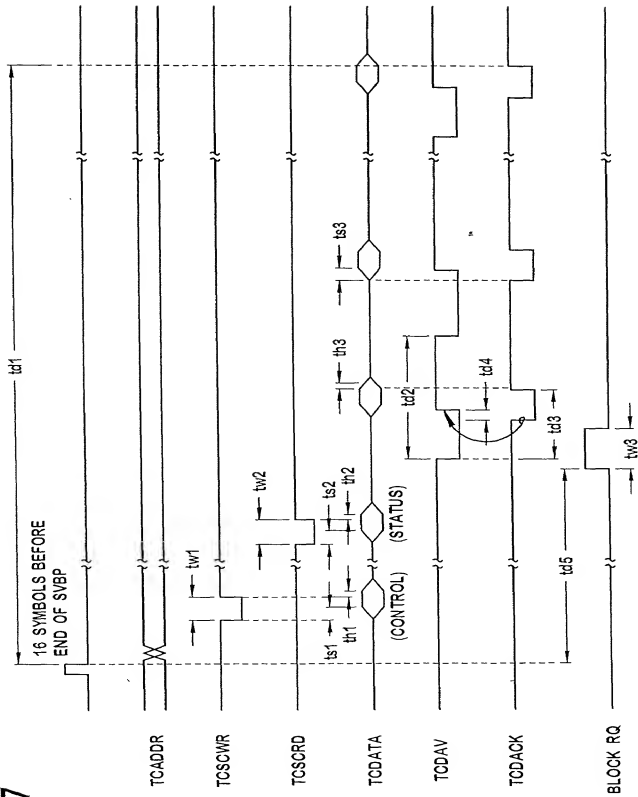 7
td1
16 SYMBOLS BEFORE
END OF SVBP
TCADDR
TCSCWR
tw1
TCSCRD
tw2
ts1
th1
ts2
th2
th3
ts3
TCDATA
(CONTROL)
(STATUS)
TCDAV
td2
td4
TCDACK
td3
BLOCK RQ
td5
tw3